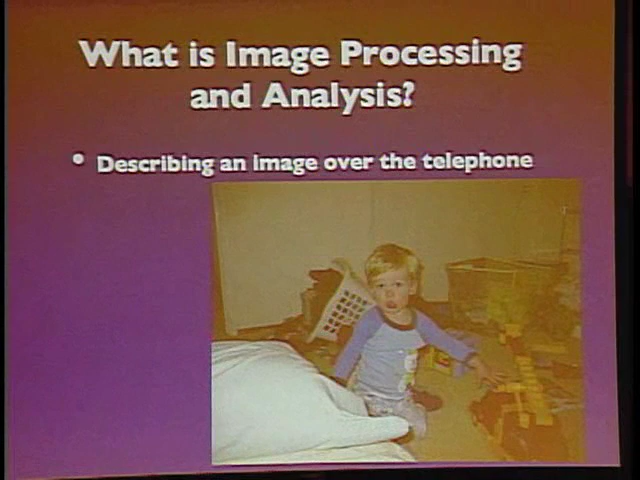 What is Image Processing
and Analysis?
• Describing an image over the telephone